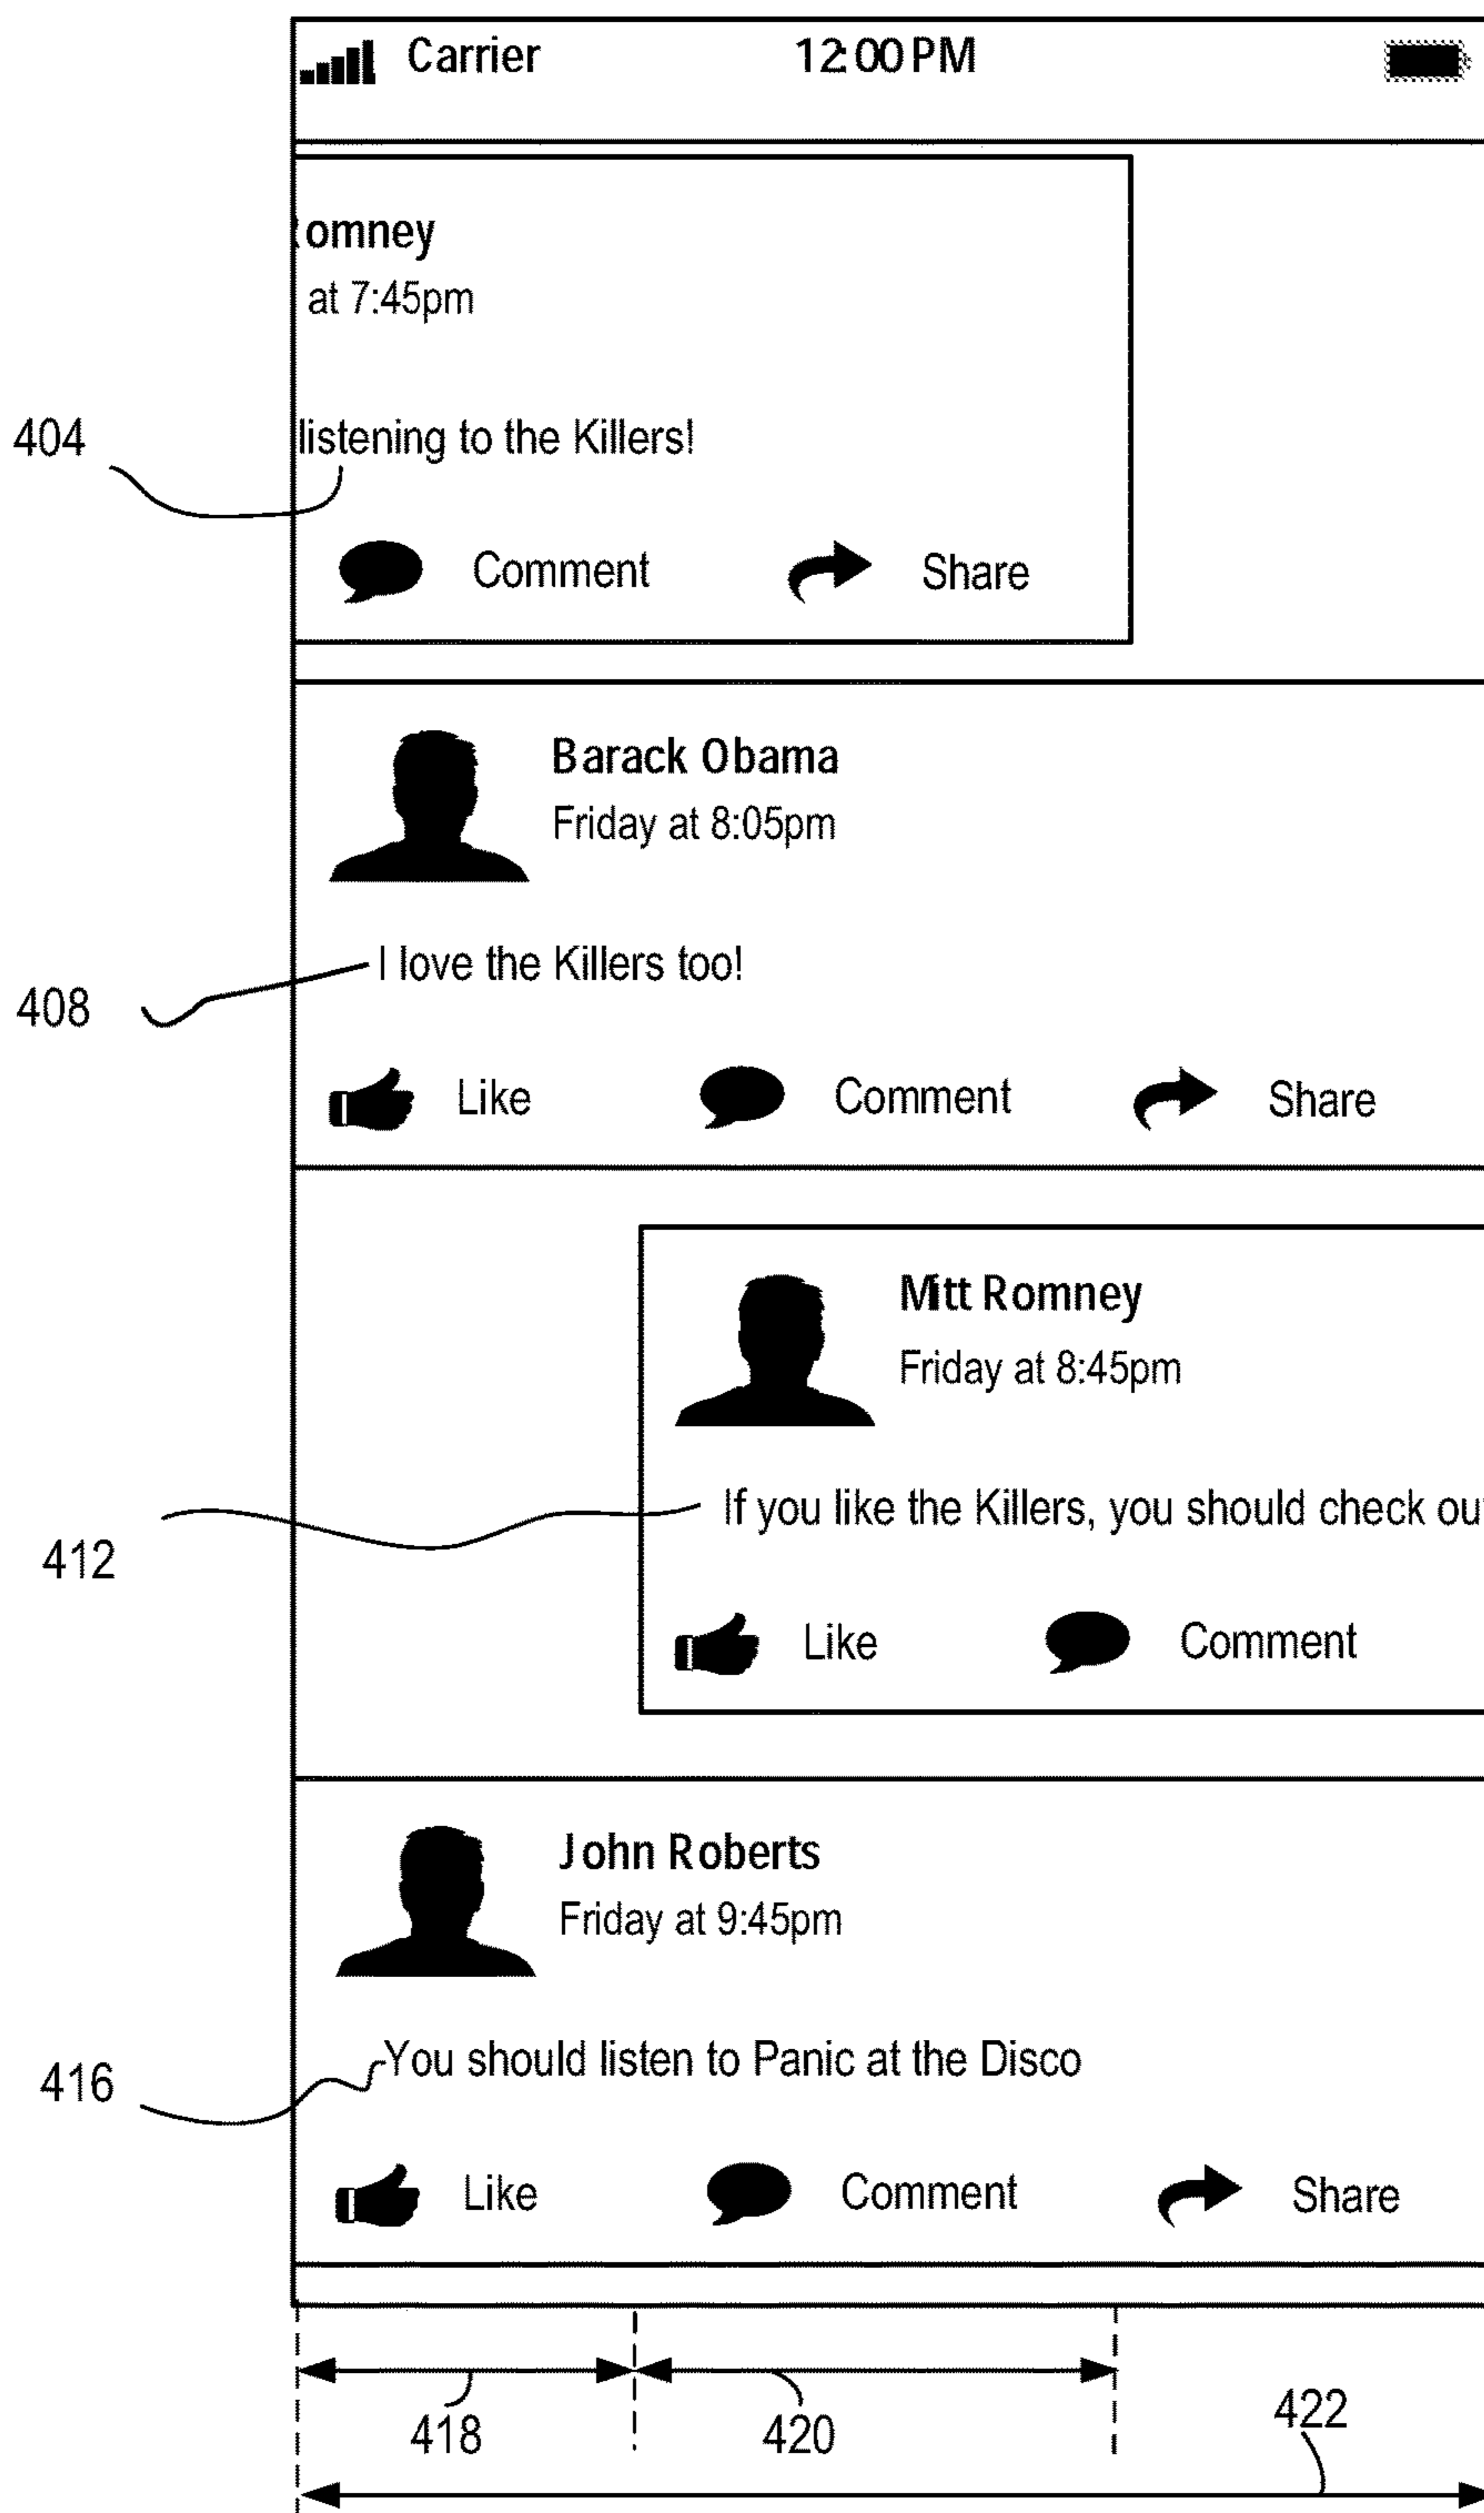 Carrier 12:00 PM
omney
at 7:45pm
404
listening to the Killers!
Comment Share
Barack Obama
Friday at 8:05pm
I love the Killers too!
408
Like Comment Share
Mitt Romney
Friday at 8:45pm
If you like the Killers, you should check ou
412
Like Comment
John Roberts
Friday at 9:45pm
You should listen to Panic at the Disco
416
Like Comment Share
418 420 422